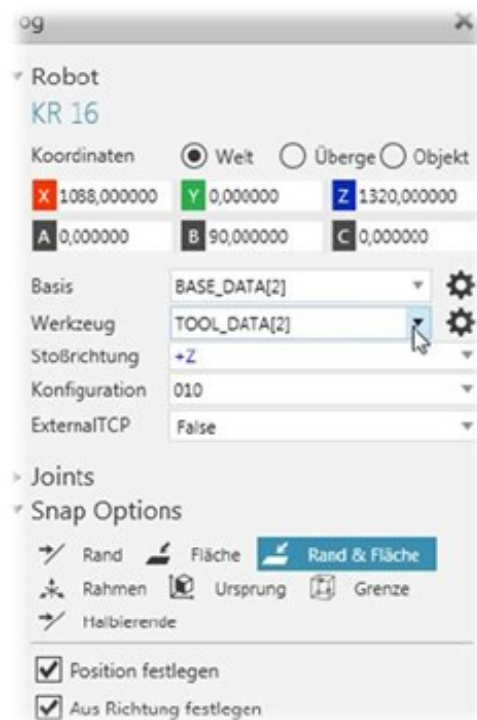 og
Robot
KR 16
Koordinaten Welt Überge Objekt
X 1088,000000 Y 0,000000 Z 1320,000000
A 0,000000 B 90,000000 C 0,000000
Basis BASE_DATA[2]
Werkzeug TOOL_DATA[2]
Stoßrichtung +Z
Konfiguration 010
ExternalTCP False
Joints
Snap Options
Rand Fläche Rand & Fläche
Rahmen Ursprung Grenze
Halbierende
Position festlegen
Aus Richtung festlegen